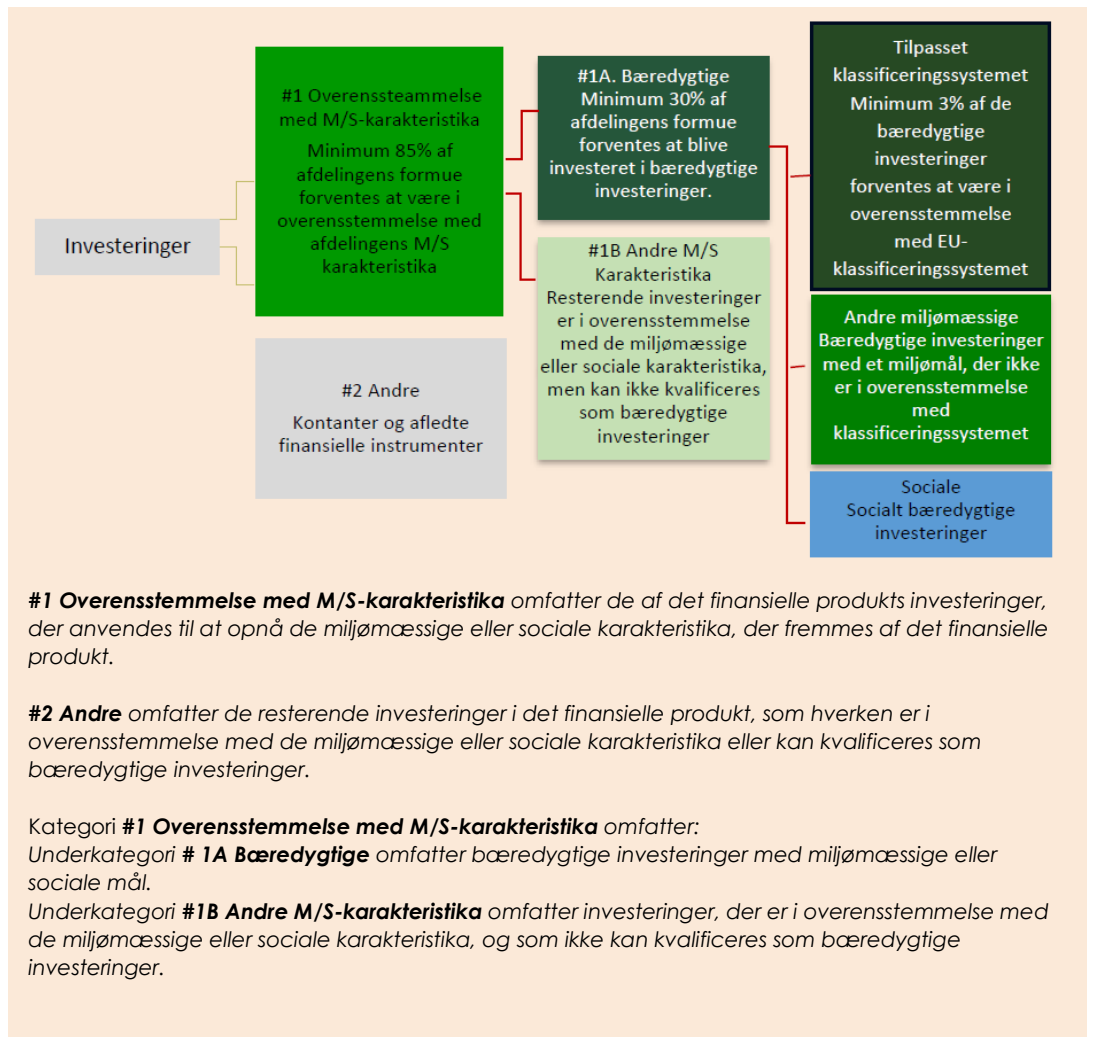 Investeringer
#1 Overenssteammelse
med M/S-karakteristika
Minimum 85% af
afdelingens formue
forventes at være i
overensstemmelse med
afdelingens M/S
karakteristika
#2 Andre
Kontanter og afledte
finansielle instrumenter
#1A. Bæredygtige
Minimum 30% af
afdelingens formue
forventes at blive
investeret i bæredygtige
investeringer.
#1B Andre M/S
Karakteristika
Resterende investeringer
er i overensstemmelse
med de miljømæssige
eller sociale karakteristika,
men kan ikke kvalificeres
som bæredygtige
investeringer
Tilpasset
klassificeringssystemet
Minimum 3% af de
bæredygtige
investeringer
forventes at være i
overensstemmelse
med EU-
klassificeringssystemet
Andre miljømæssige
Bæredygtige investeringer
med et miljømål, der ikke
er i overensstemmelse
med
klassificeringssystemet
Sociale
Socialt bæredygtige
investeringer
#1 Overensstemmelse med M/S-karakteristika omfatter de af det finansielle produkts investeringer,
der anvendes til at opnå de miljømæssige eller sociale karakteristika, der fremmes af det finansielle
produkt.
#2 Andre omfatter de resterende investeringer i det finansielle produkt, som hverken er i
overensstemmelse med de miljømæssige eller sociale karakteristika eller kan kvalificeres som
bæredygtige investeringer.
Kategori #1 Overensstemmelse med M/S-karakteristika omfatter:
Underkategori # 1A Bæredygtige omfatter bæredygtige investeringer med miljømæssige eller
sociale mål.
Underkategori #1B Andre M/S-karakteristika omfatter investeringer, der er i overensstemmelse med
de miljømæssige eller sociale karakteristika, og som ikke kan kvalificeres som bæredygtige
investeringer.